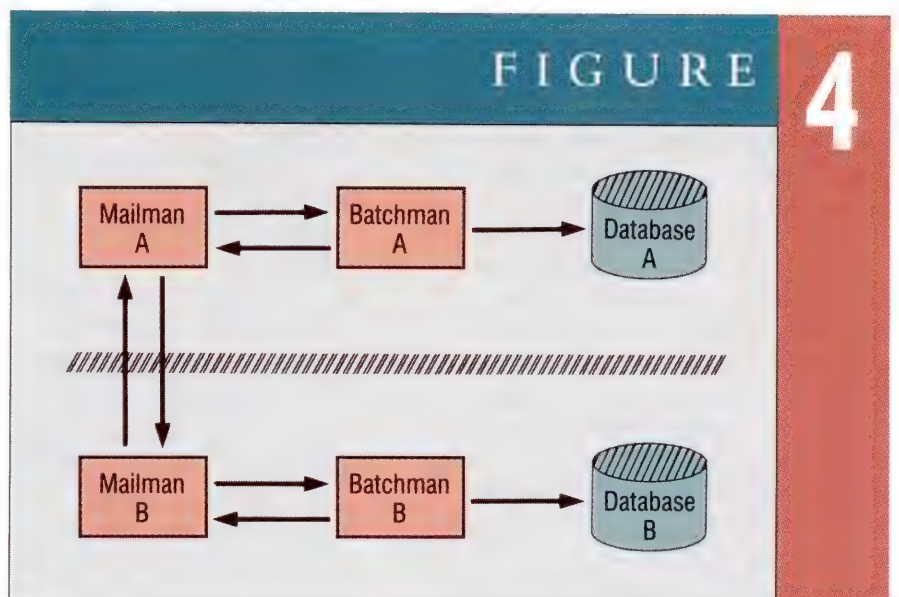 FIGURE 4
Mailman
A
Batchman
A
Database
A
Mailman
B
Batchman
B
Database
B